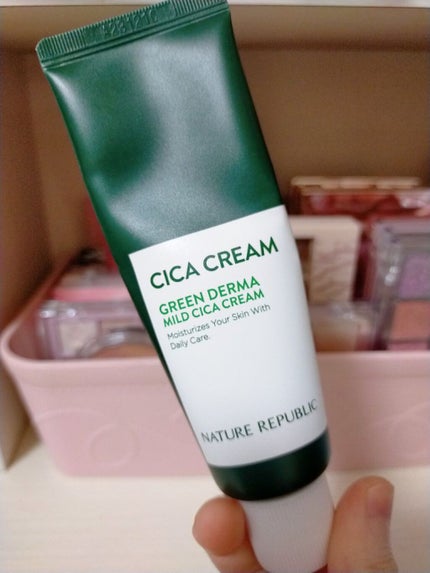 CICA CREAM
GREEN DERMA
MILD CICA CREAM
Moisturizes Your Skin With
Daily Care.
NATURE REPUBLIC